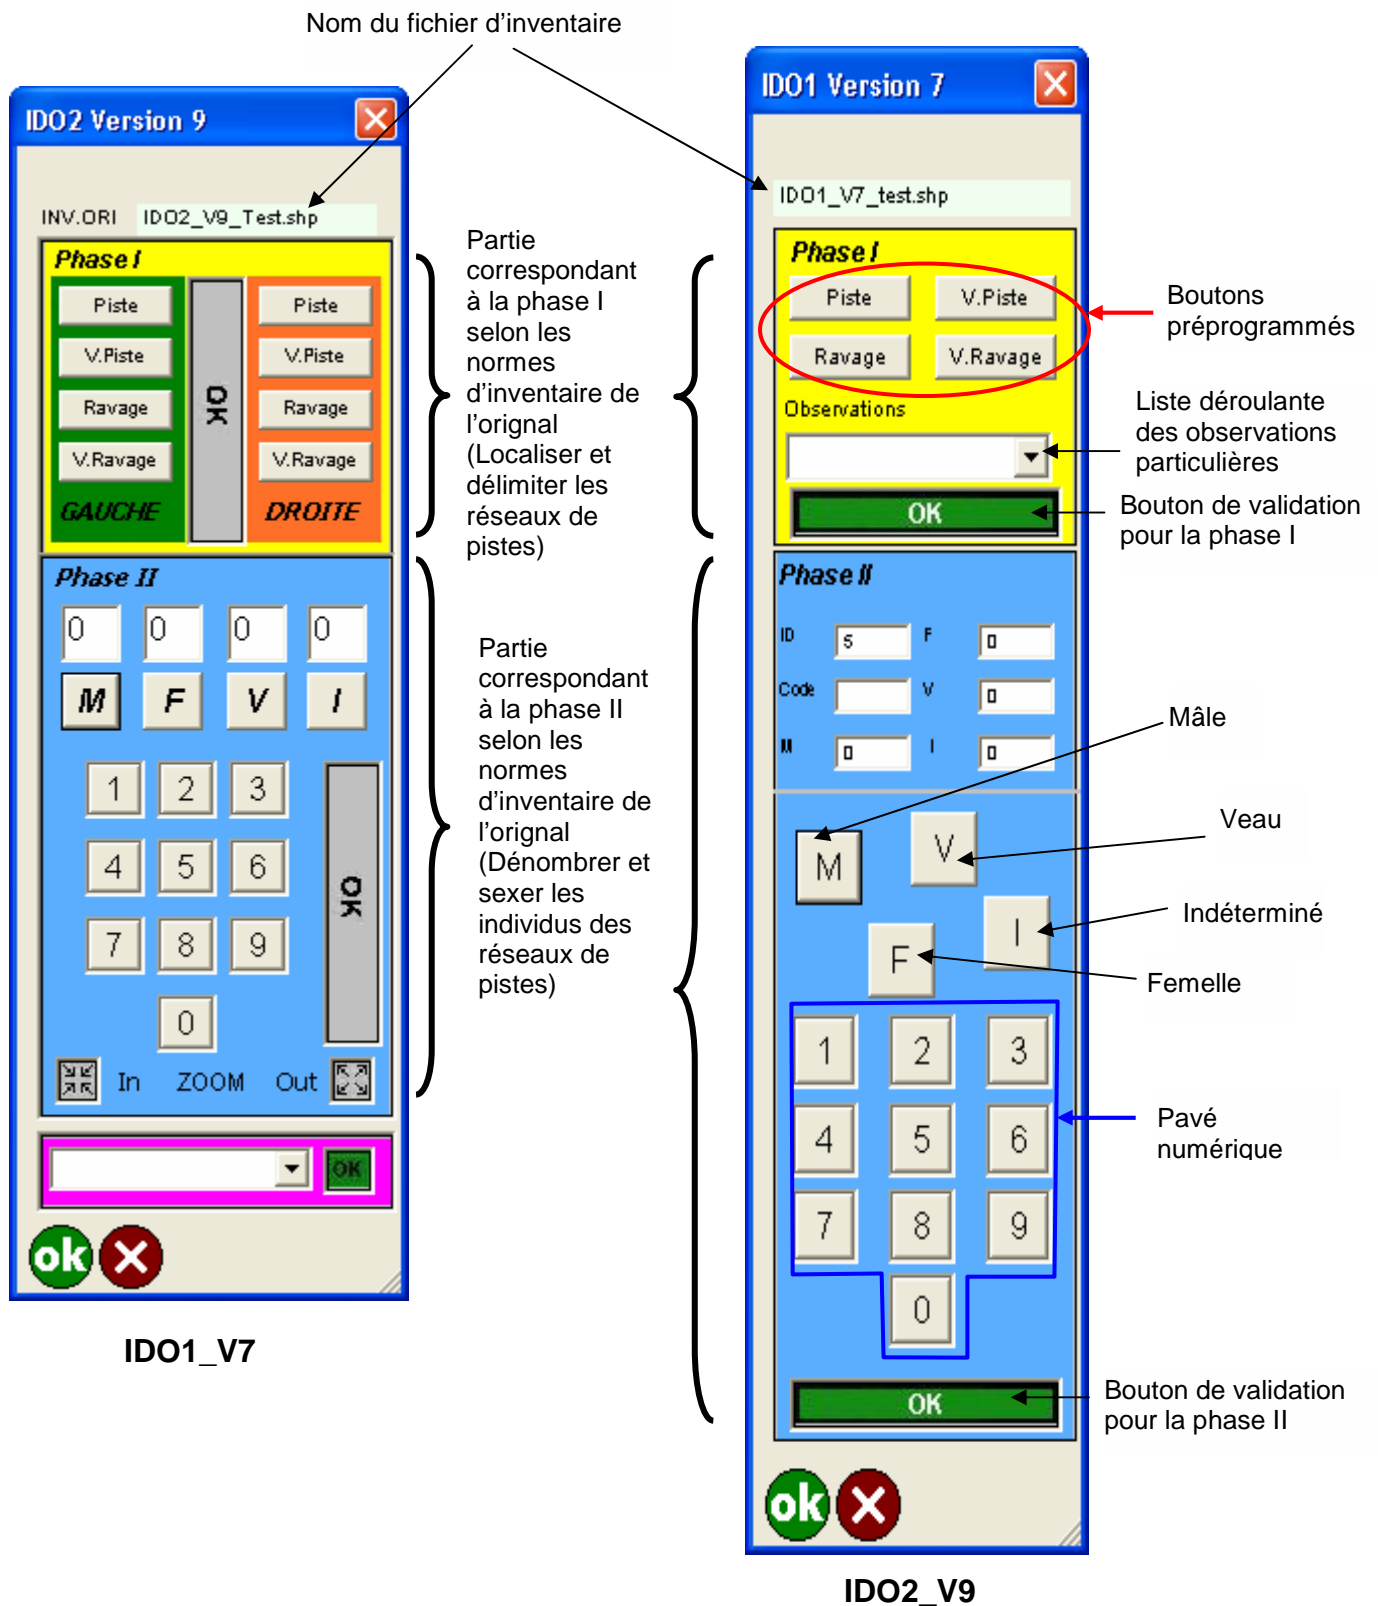 Nom du fichier d'inventaire
IDO2 Version 9
INV.ORI IDO2_V9_Test.shp
Phase I
Piste
V.Piste
Ravage
V.Ravage
GAUCHE
OK
Piste
V.Piste
Ravage
V.Ravage
DROITE
Phase II
0 0 0 0
M F V I
1 2 3
4 5 6
7 8 9
0
OK
In ZOOM Out
OK
ok
IDO1_V7
Partie
correspondant
à la phase I
selon les
normes
d'inventaire de
l'orignal
(Localiser et
délimiter les
réseaux de
pistes)
Partie
correspondant
à la phase II
selon les
normes
d'inventaire de
l'orignal
(Dénombrer et
sexer les
individus des
réseaux de
pistes)
IDO1 Version 7
IDO1_V7_test.shp
Phase I
Piste V.Piste
Ravage V.Ravage
Observations
OK
Phase II
ID 5 F 0
Code V 0
M 0 I 0
M
V
I
F
1 2 3
4 5 6
7 8 9
0
OK
ok
IDO2_V9
Boutons
préprogrammés
Liste déroulante
des observations
particulières
Bouton de validation
pour la phase I
Mâle
Veau
Indéterminé
Femelle
Pavé
numérique
Bouton de validation
pour la phase II